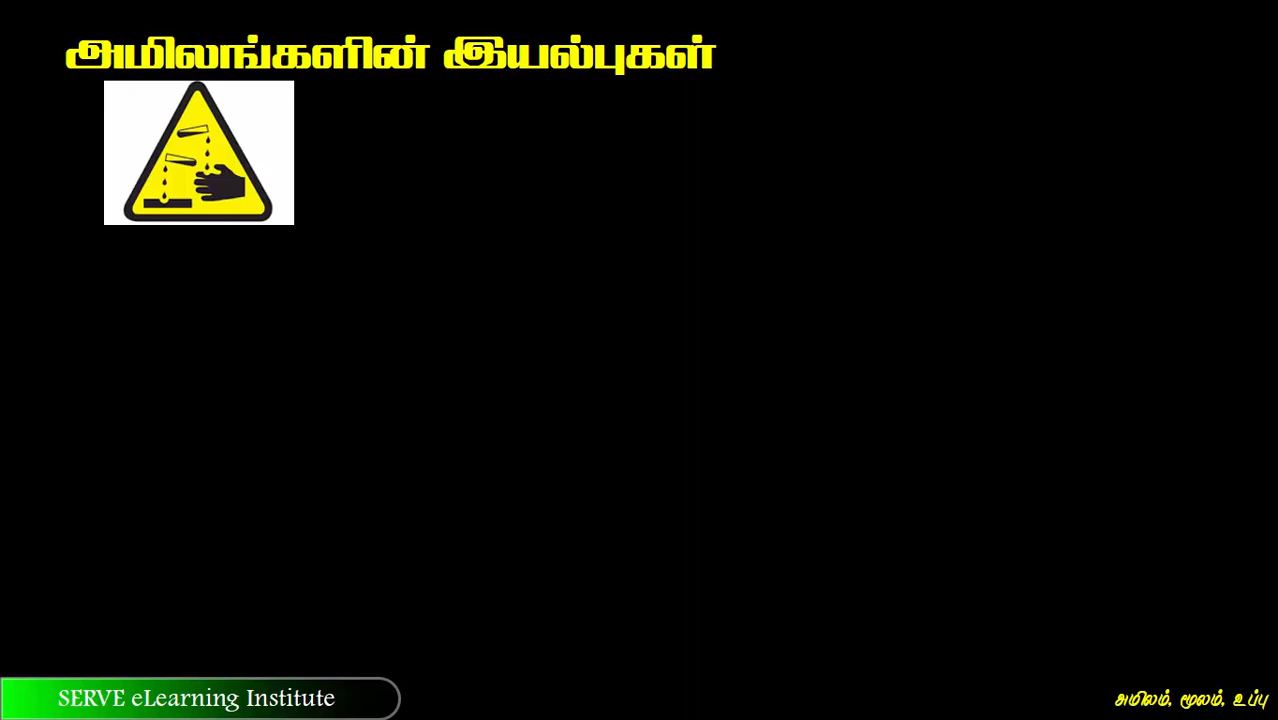 அமிலங்களின் இயல்புகள்
SERVE eLearning Institute
அமிலம், மூலம், உப்பு